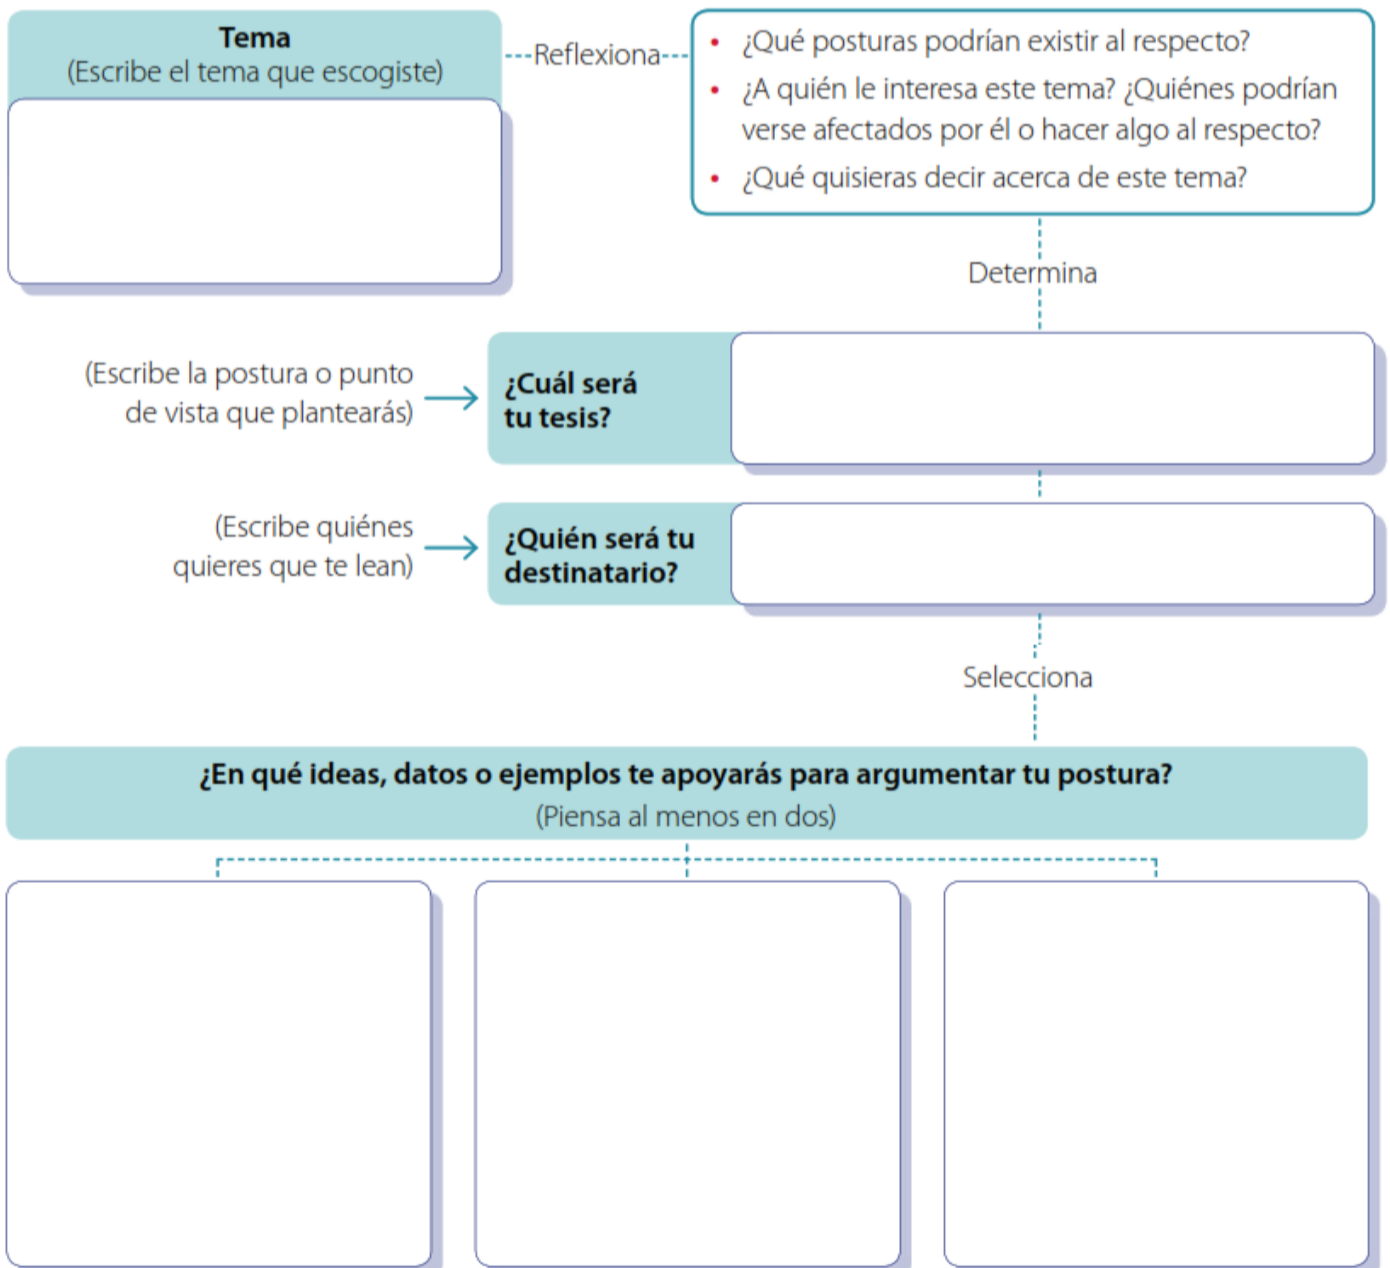 Tema
(Escribe el tema que escogiste)
Reflexiona
• ¿Qué posturas podrían existir al respecto?
• ¿A quién le interesa este tema? ¿Quiénes podrían
verse afectados por él o hacer algo al respecto?
• ¿Qué quisieras decir acerca de este tema?
Determina
(Escribe la postura o punto
de vista que plantearás)
¿Cuál será
tu tesis?
(Escribe quiénes
quieres que te lean)
¿Quién será tu
destinatario?
Selecciona
¿En qué ideas, datos o ejemplos te apoyarás para argumentar tu postura?
(Piensa al menos en dos)